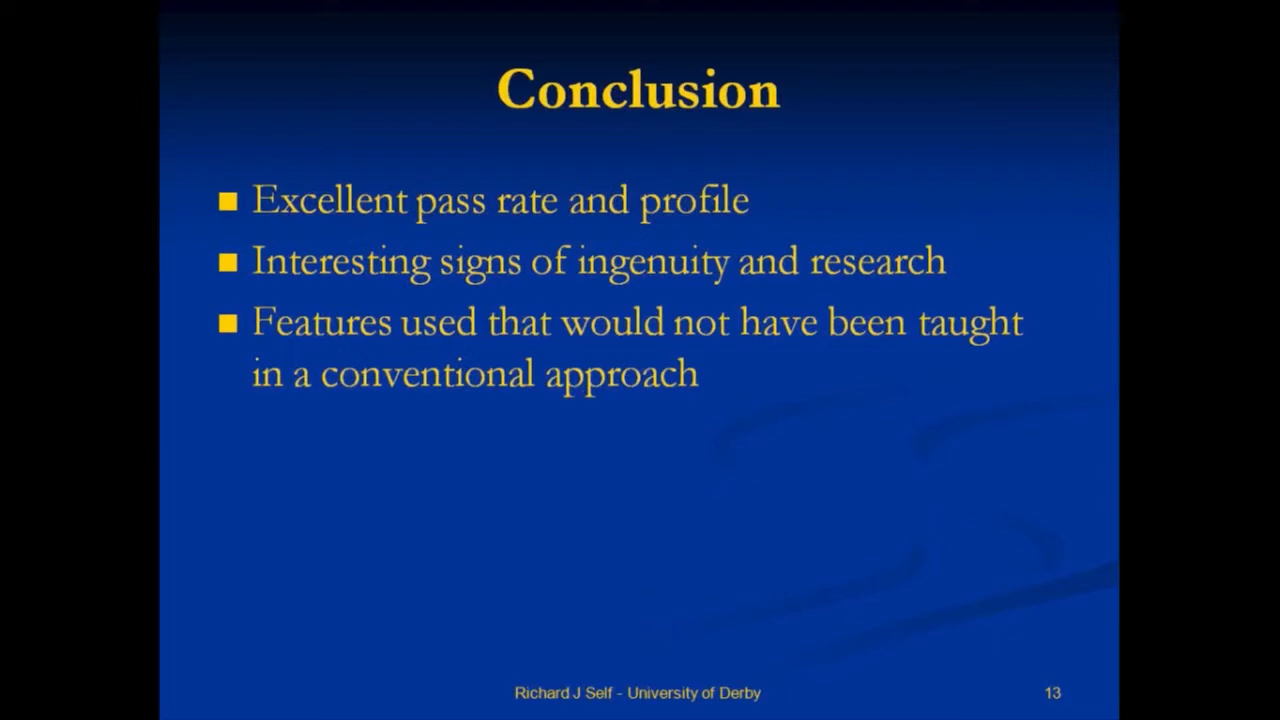 Conclusion
Excellent pass rate and profile
Interesting signs of ingenuity and research
Features used that would not have been taught
in a conventional approach
Richard J Self - University of Derby
13